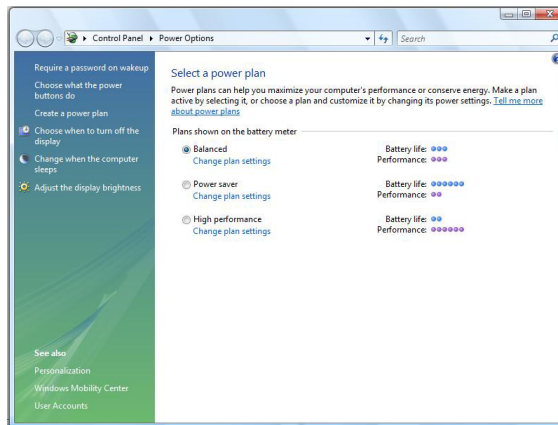 Control Panel
Power Options
Search
Require a password on wakeup
Choose what the power
buttons do
Create a power plan
Choose when to turn off the
display
Change when the computer
sleeps
Adjust the display brightness
See also
Personalization
Windows Mobility Center
User Accounts
Select a power plan
Power plans can help you maximize your computer's performance or conserve energy. Make a plan
active by selecting it, or choose a plan and customize it by changing its power settings. Tell me more
about power plans
Plans shown on the battery meter
Balanced
Battery life:
Change plan settings
Performance:
Power saver
Battery life:
Change plan settings
Performance:
High performance
Battery life:
Change plan settings
Performance: